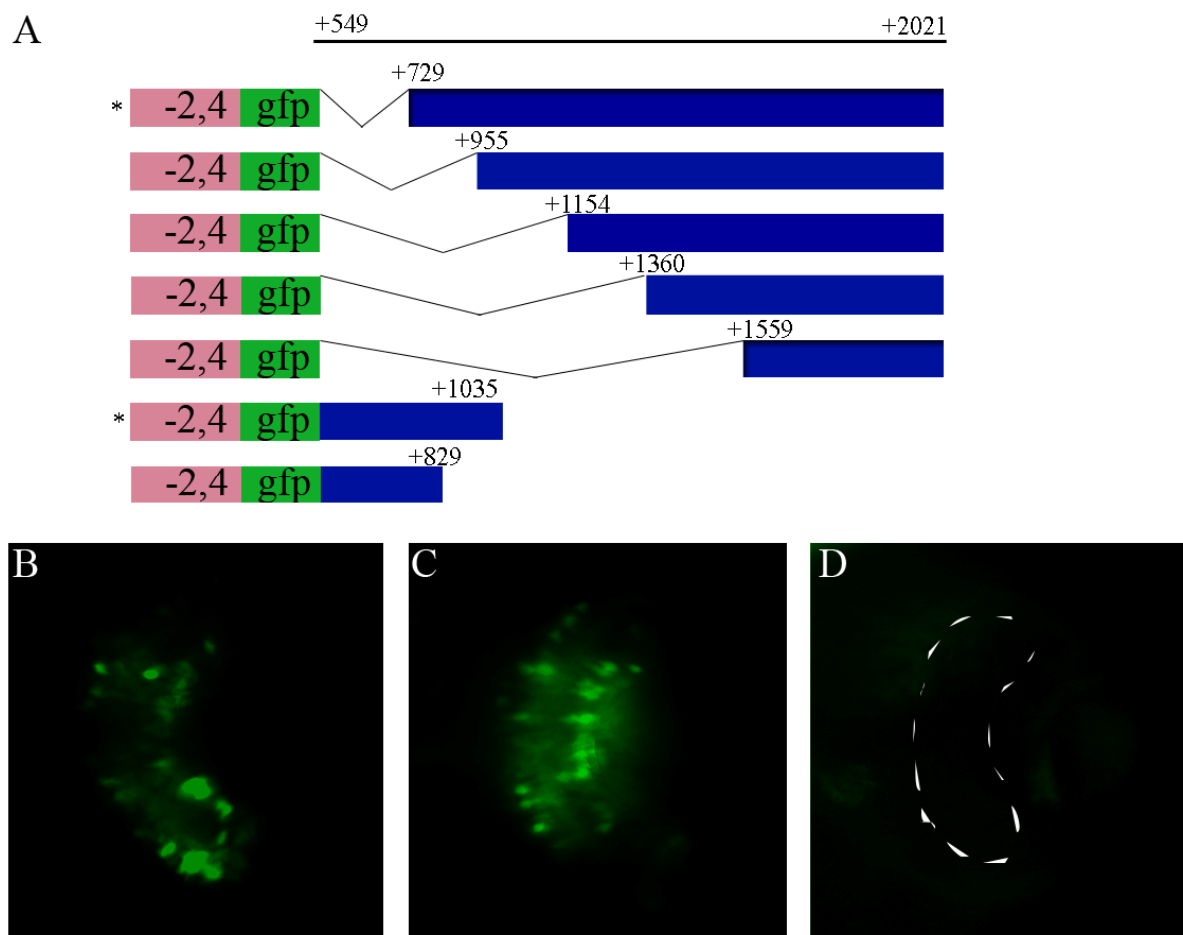 A
+549 +2021
+729
* -2,4 gfp
+955
-2,4 gfp
+1154
-2,4 gfp
+1360
-2,4 gfp
+1559
-2,4 gfp
+1035
* -2,4 gfp
+829
-2,4 gfp
B C D